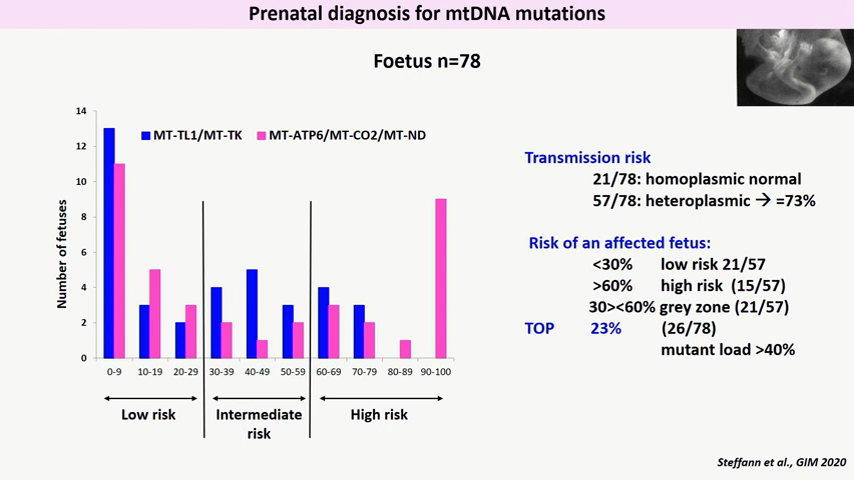 Prenatal diagnosis for mtDNA mutations
Foetus n=78
14
12
10
8
6
4
2
0
Number of fetuses
MT-TL1/MT-TK MT-ATP6/MT-CO2/MT-ND
0-9 10-19 20-29 30-39 40-49 50-59 60-69 70-79 80-89 90-100
Low risk
Intermediate
risk
High risk
Transmission risk
21/78: homoplasmic normal
57/78: heteroplasmic → =73%
Risk of an affected fetus:
<30% low risk 21/57
>60% high risk (15/57)
30><60% grey zone (21/57)
TOP 23% (26/78)
mutant load >40%
Steffann et al., GIM 2020